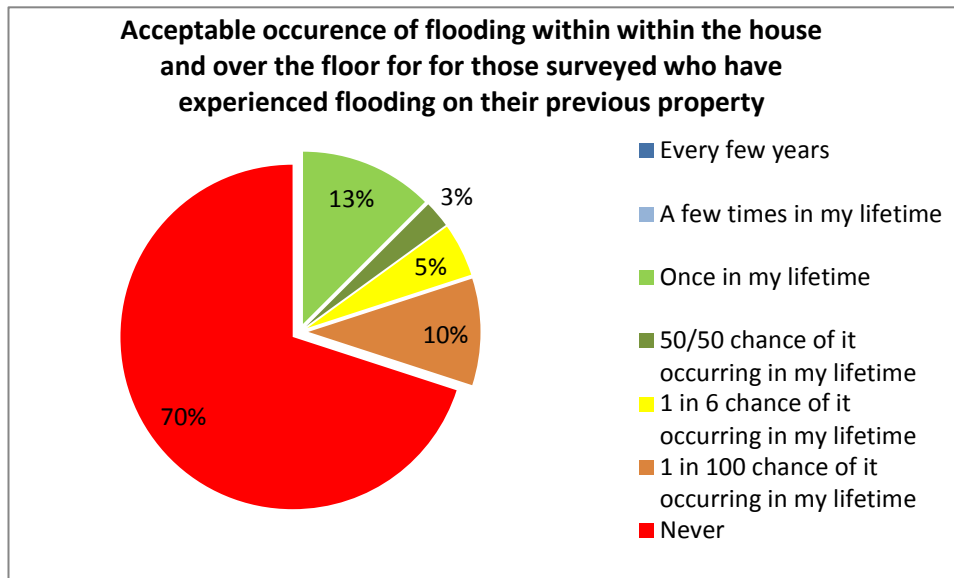 Acceptable occurence of flooding within within the house
and over the floor for for those surveyed who have
experienced flooding on their previous property
13%
3%
5%
10%
70%
Every few years
A few times in my lifetime
Once in my lifetime
50/50 chance of it
occurring in my lifetime
1 in 6 chance of it
occurring in my lifetime
1 in 100 chance of it
occurring in my lifetime
Never